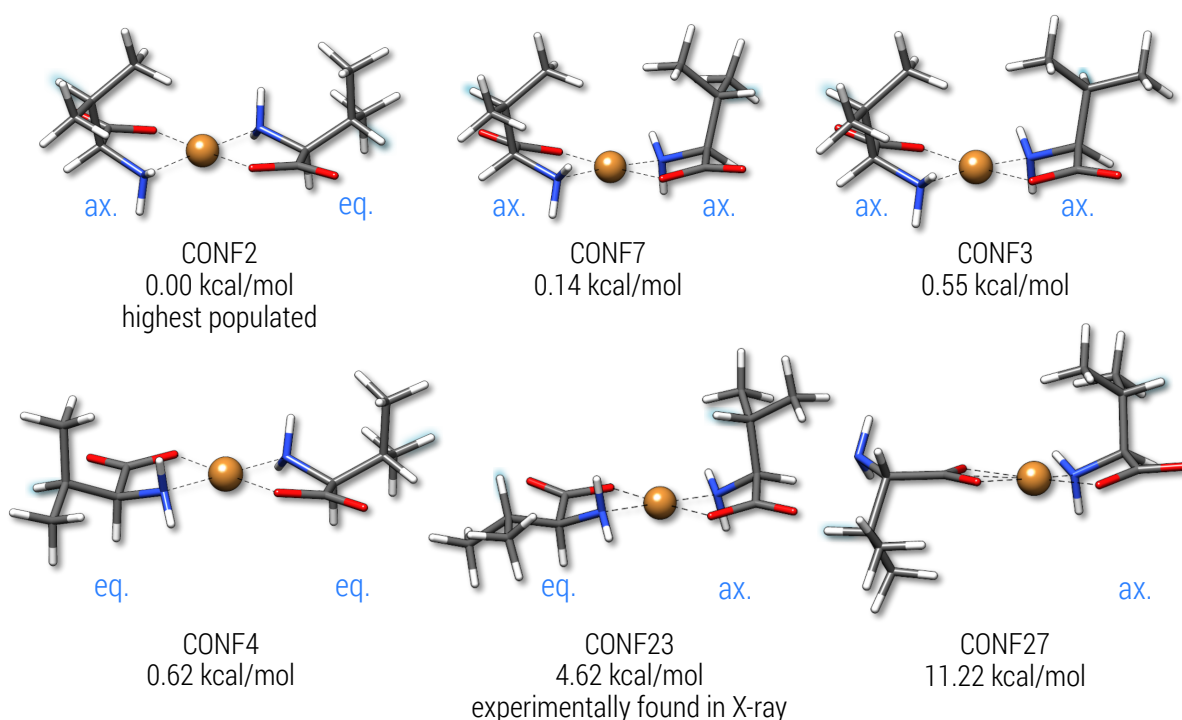 ax.
eq.
CONF2
0.00 kcal/mol
highest populated
ax.
ax.
CONF7
0.14 kcal/mol
ax.
ax.
CONF3
0.55 kcal/mol
eq.
eq.
CONF4
0.62 kcal/mol
eq.
ax.
CONF23
4.62 kcal/mol
experimentally found in X-ray
ax.
CONF27
11.22 kcal/mol